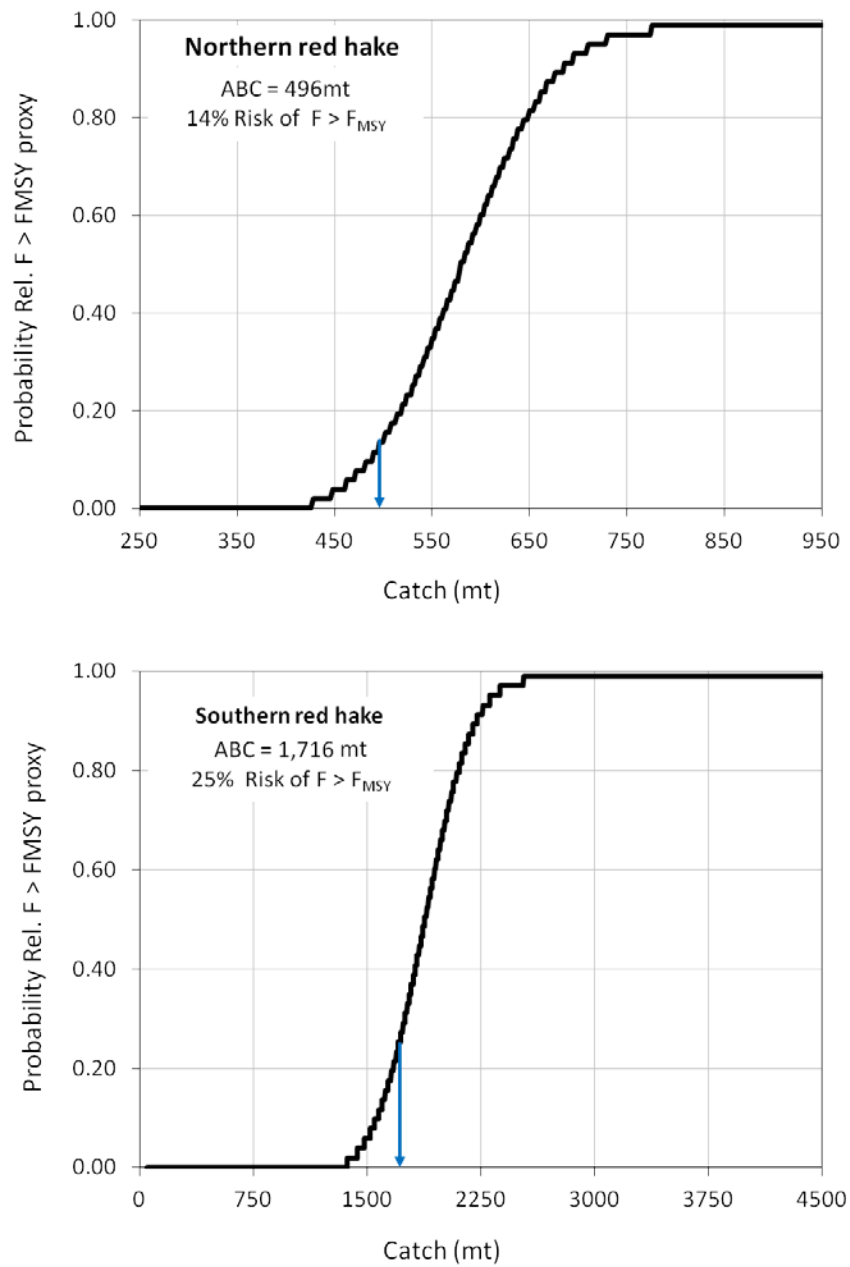 Northern red hake
ABC = 496mt
14% Risk of F > FMSY
Probability Rel. F > FMSY proxy
1.00
0.80
0.60
0.40
0.20
0.00
250 350 450 550 650 750 850 950
Catch (mt)
Southern red hake
ABC = 1,716 mt
25% Risk of F > FMSY
Probability Rel. F > FMSY proxy
1.00
0.80
0.60
0.40
0.20
0.00
0 750 1500 2250 3000 3750 4500
Catch (mt)